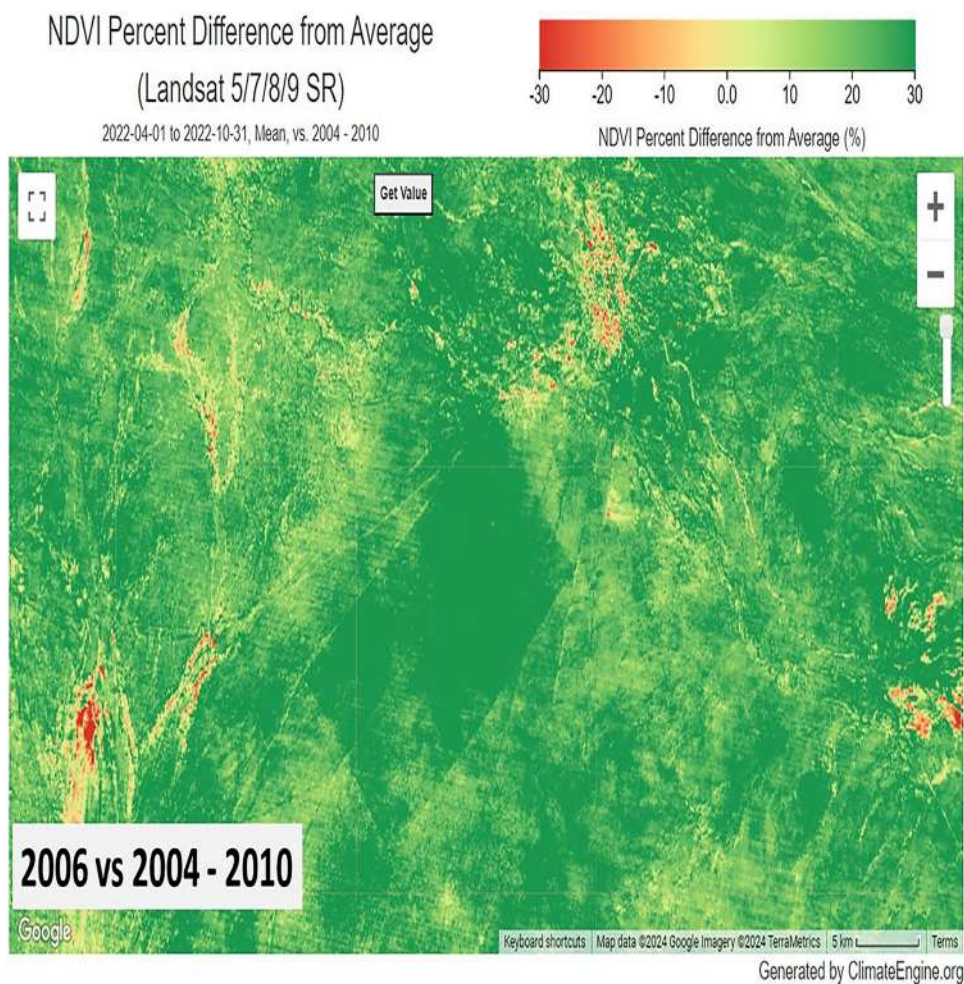 NDVI Percent Difference from Average
(Landsat 5/7/8/9 SR)
2022-04-01 to 2022-10-31, Mean, vs. 2004 - 2010
-30 -20 -10 0.0 10 20 30
NDVI Percent Difference from Average (%)
Get Value
+
−
2006 vs 2004 - 2010
Google
Keyboard shortcuts Map data ©2024 Google Imagery ©2024 TerraMetrics 5 km Terms
Generated by ClimateEngine.org